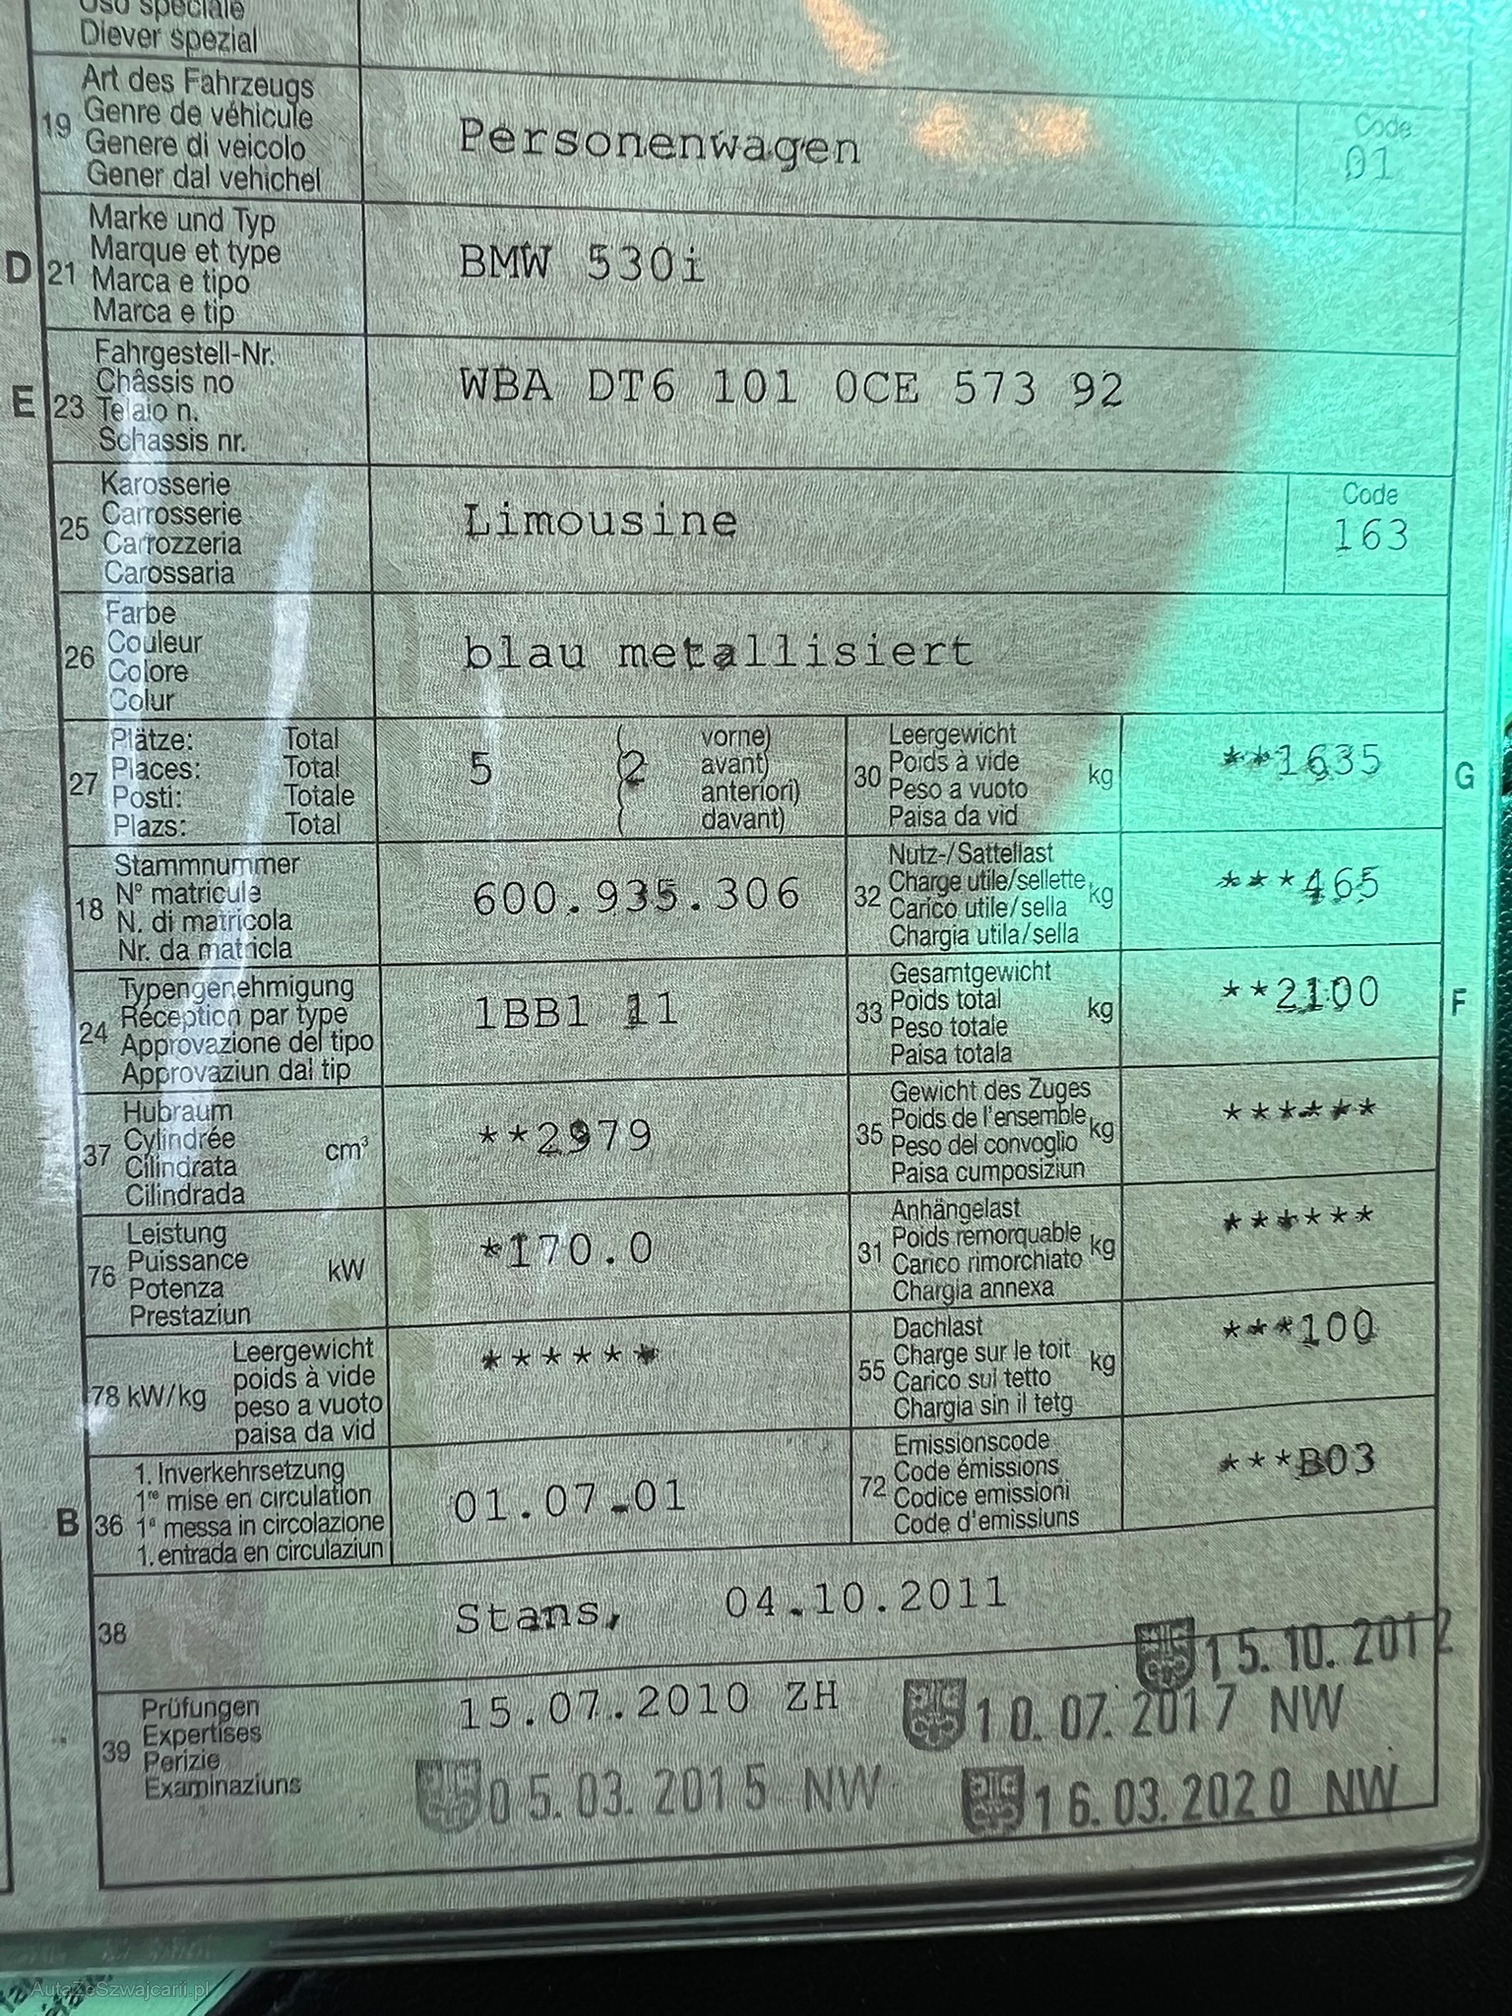 Uso speciale
Diever spezial
19 Art des Fahrzeugs
Genre de véhicule
Genere di veicolo
Gener dal vehichel
Personenwagen
Code
01
D 21 Marke und Typ
Marque et type
Marca e tipo
Marca e tip
BMW 530i
E 23 Fahrgestell-Nr.
Châssis no
Telaio n.
Schassis nr.
WBA DT6 101 0CE 573 92
25 Karosserie
Carrosserie
Carrozzeria
Carossaria
Limousine
Code
163
26 Farbe
Couleur
Colore
Colur
blau metallisiert
27 Plätze: Total
Places: Total
Posti: Totale
Plazs: Total
5 (2 vorne)
avant)
anteriori)
davant)
30 Leergewicht
Poids à vide
Peso a vuoto
Paisa da vid
kg
**1635
G
18 Stammnummer
N° matricule
N. di matricola
Nr. da matricla
600.935.306
32 Nutz-/Sattellast
Charge utile/sellette
Carico utile/sella
Chargia utila/sella
kg
***465
24 Typengenehmigung
Réception par type
Approvazione del tipo
Approvaziun dal tip
1BB1 11
33 Gesamtgewicht
Poids total
Peso totale
Paisa totala
kg
**2100
F
37 Hubraum
Cylindrée
Cilindrata
Cilindrada
cm³
**2979
35 Gewicht des Zuges
Poids de l'ensemble
Peso del convoglio
Paisa cumposiziun
kg
******
76 Leistung
Puissance
Potenza
Prestaziun
kW
*170.0
31 Anhängelast
Poids remorquable
Carico rimorchiato
Chargia annexa
kg
******
78 kW/kg
Leergewicht
poids à vide
peso a vuoto
paisa da vid
******
55 Dachlast
Charge sur le toit
Carico sul tetto
Chargia sin il tetg
kg
***100
B 36 1. Inverkehrsetzung
1re mise en circulation
1a messa in circolazione
1. entrada en circulaziun
01.07.01
72 Emissionscode
Code émissions
Codice emissioni
Code d'emissiuns
***B03
38 Stans, 04.10.2011
15.10.2012
39 Prüfungen
Expertises
Perizie
Examinaziuns
15.07.2010 ZH
10.07.2017 NW
05.03.2015 NW
16.03.2020 NW
AutaZeSzwajcarii.pl